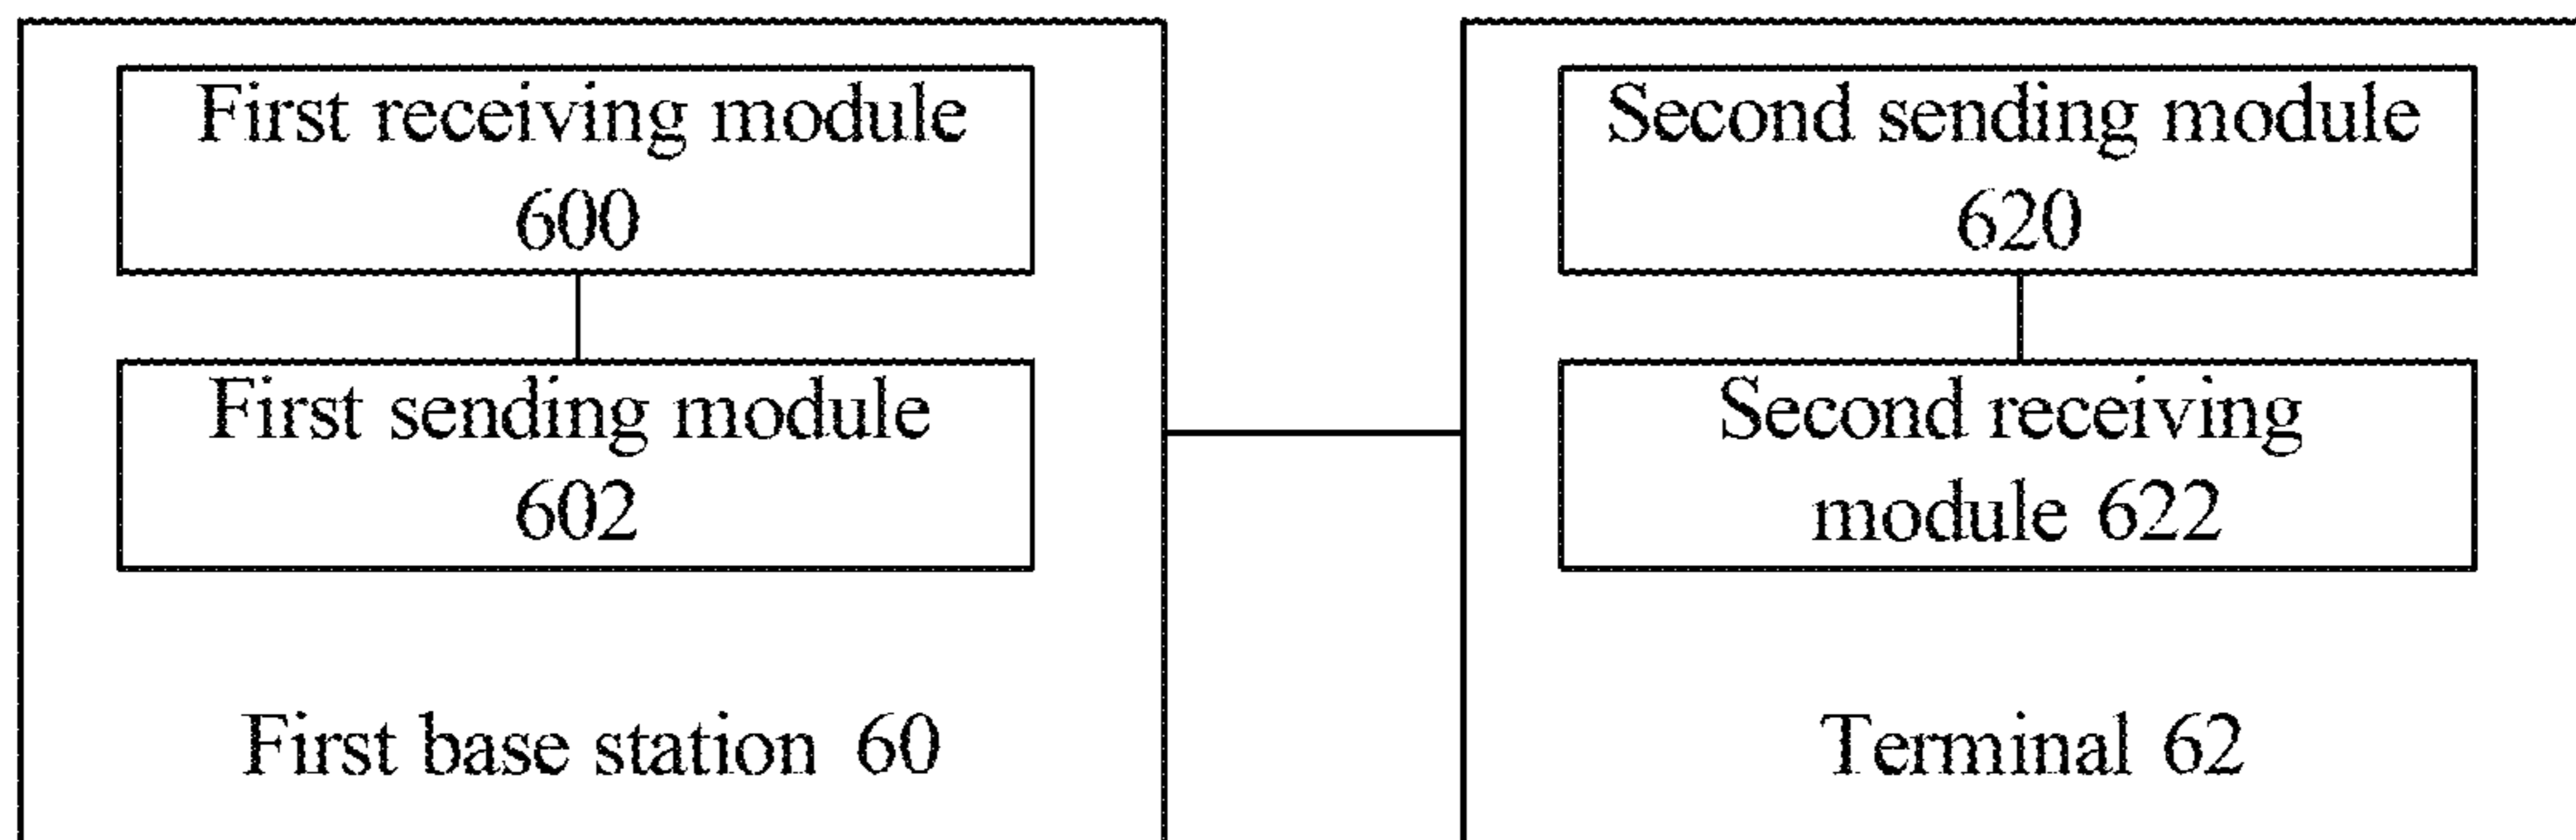 First receiving module
600
First sending module
602
First base station 60
Second sending module
620
Second receiving
module 622
Terminal 62